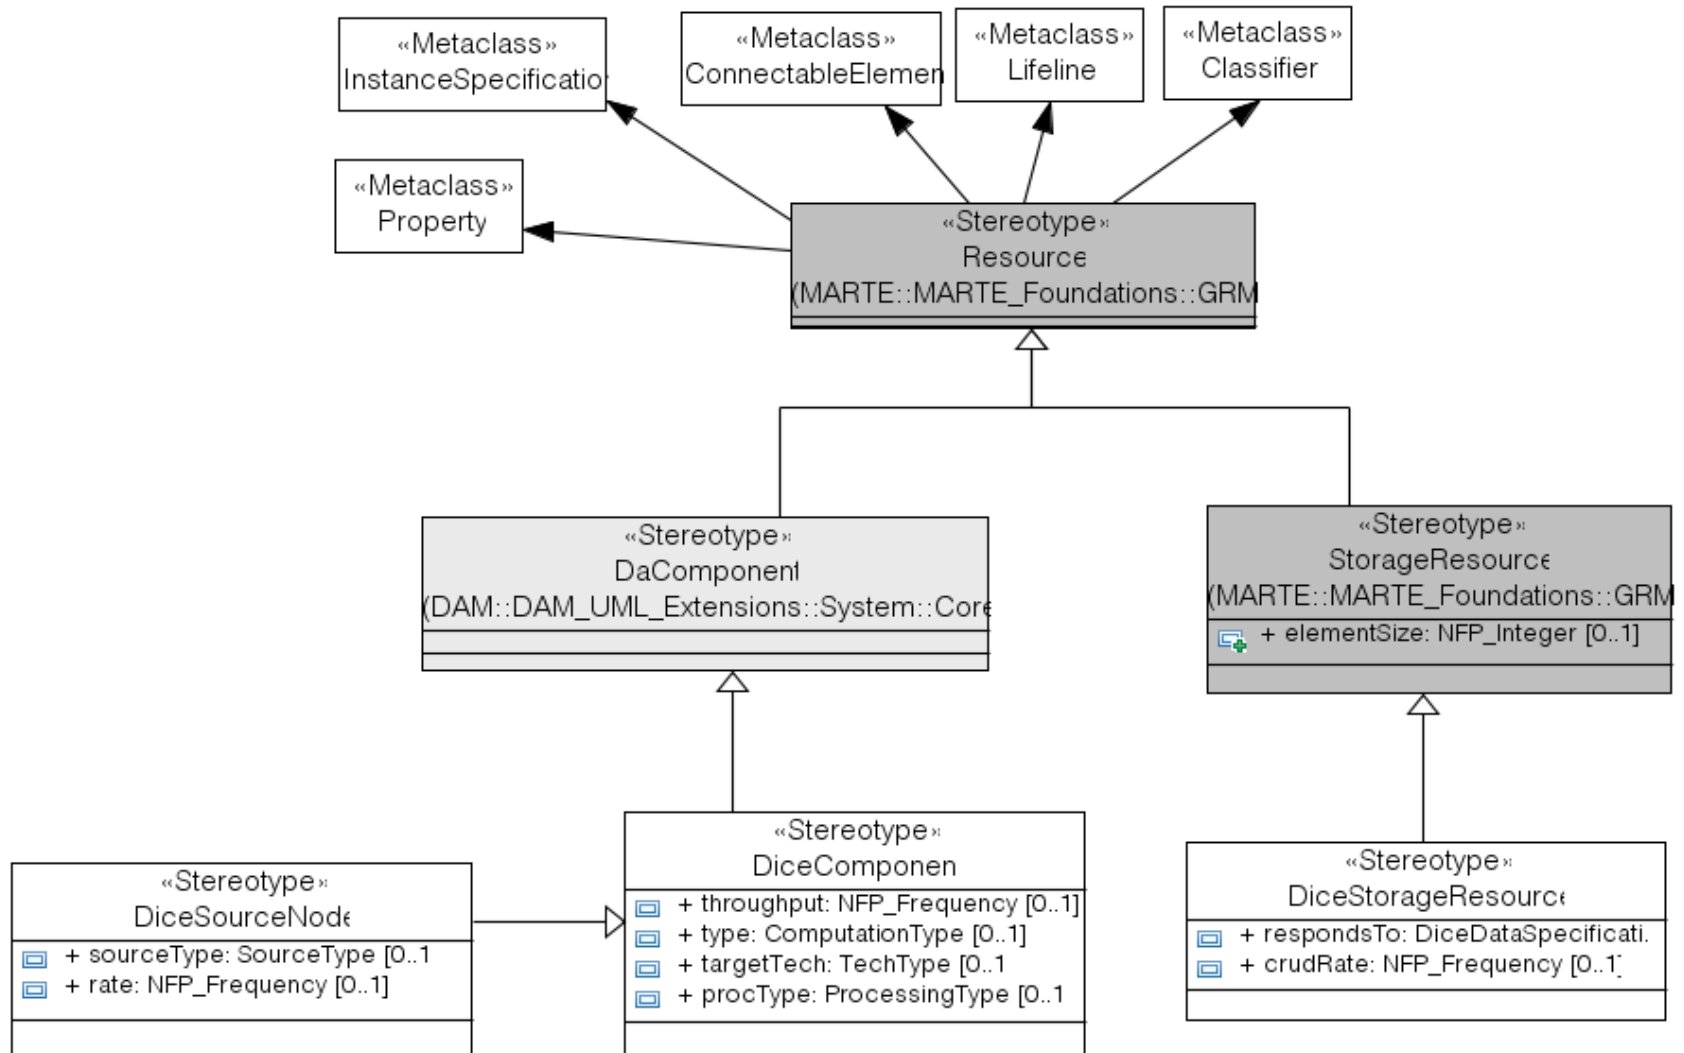 «Metaclass»
InstanceSpecificatio
«Metaclass»
ConnectableElemen
«Metaclass»
Lifeline
«Metaclass»
Classifier
«Metaclass»
Property
«Stereotype»
Resource
(MARTE::MARTE_Foundations::GRM
«Stereotype»
DaComponent
(DAM::DAM_UML_Extensions::System::Core
«Stereotype»
StorageResource
(MARTE::MARTE_Foundations::GRM
+ elementSize: NFP_Integer [0..1]
«Stereotype»
DiceSourceNode
+ sourceType: SourceType [0..1
+ rate: NFP_Frequency [0..1]
«Stereotype»
DiceComponen
+ throughput: NFP_Frequency [0..1]
+ type: ComputationType [0..1]
+ targetTech: TechType [0..1
+ procType: ProcessingType [0..1
«Stereotype»
DiceStorageResource
+ respondsTo: DiceDataSpecificati.
+ crudRate: NFP_Frequency [0..1]